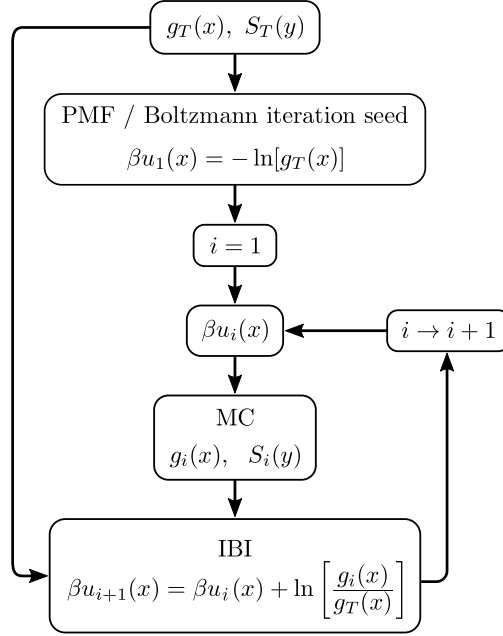 g_T(x), S_T(y)
PMF / Boltzmann iteration seed
βu_1(x) = − ln[g_T(x)]
i = 1
βu_i(x)
i → i + 1
MC
g_i(x), S_i(y)
IBI
βu_{i+1}(x) = βu_i(x) + ln [g_i(x) / g_T(x)]